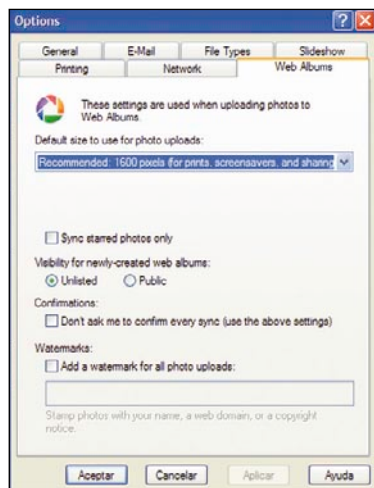 Options
General E-Mail File Types Slideshow
Printing Network Web Albums
These settings are used when uploading photos to
Web Albums.
Default size to use for photo uploads:
Recommended: 1600 pixels (for prints, screensavers, and sharing
Sync starred photos only
Visibility for newly-created web albums:
Unlisted Public
Confirmations:
Don't ask me to confirm every sync (use the above settings)
Watermarks:
Add a watermark for all photo uploads:
Stamp photos with your name, a web domain, or a copyright
notice.
Aceptar Cancelar Aplicar Ayuda